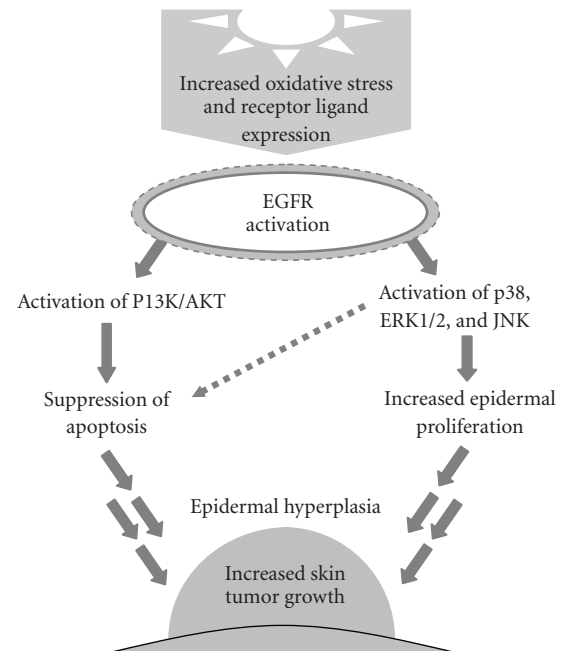 Increased oxidative stress
and receptor ligand
expression
EGFR
activation
Activation of P13K/AKT
Activation of p38,
ERK1/2, and JNK
Suppression of
apoptosis
Increased epidermal
proliferation
Epidermal hyperplasia
Increased skin
tumor growth